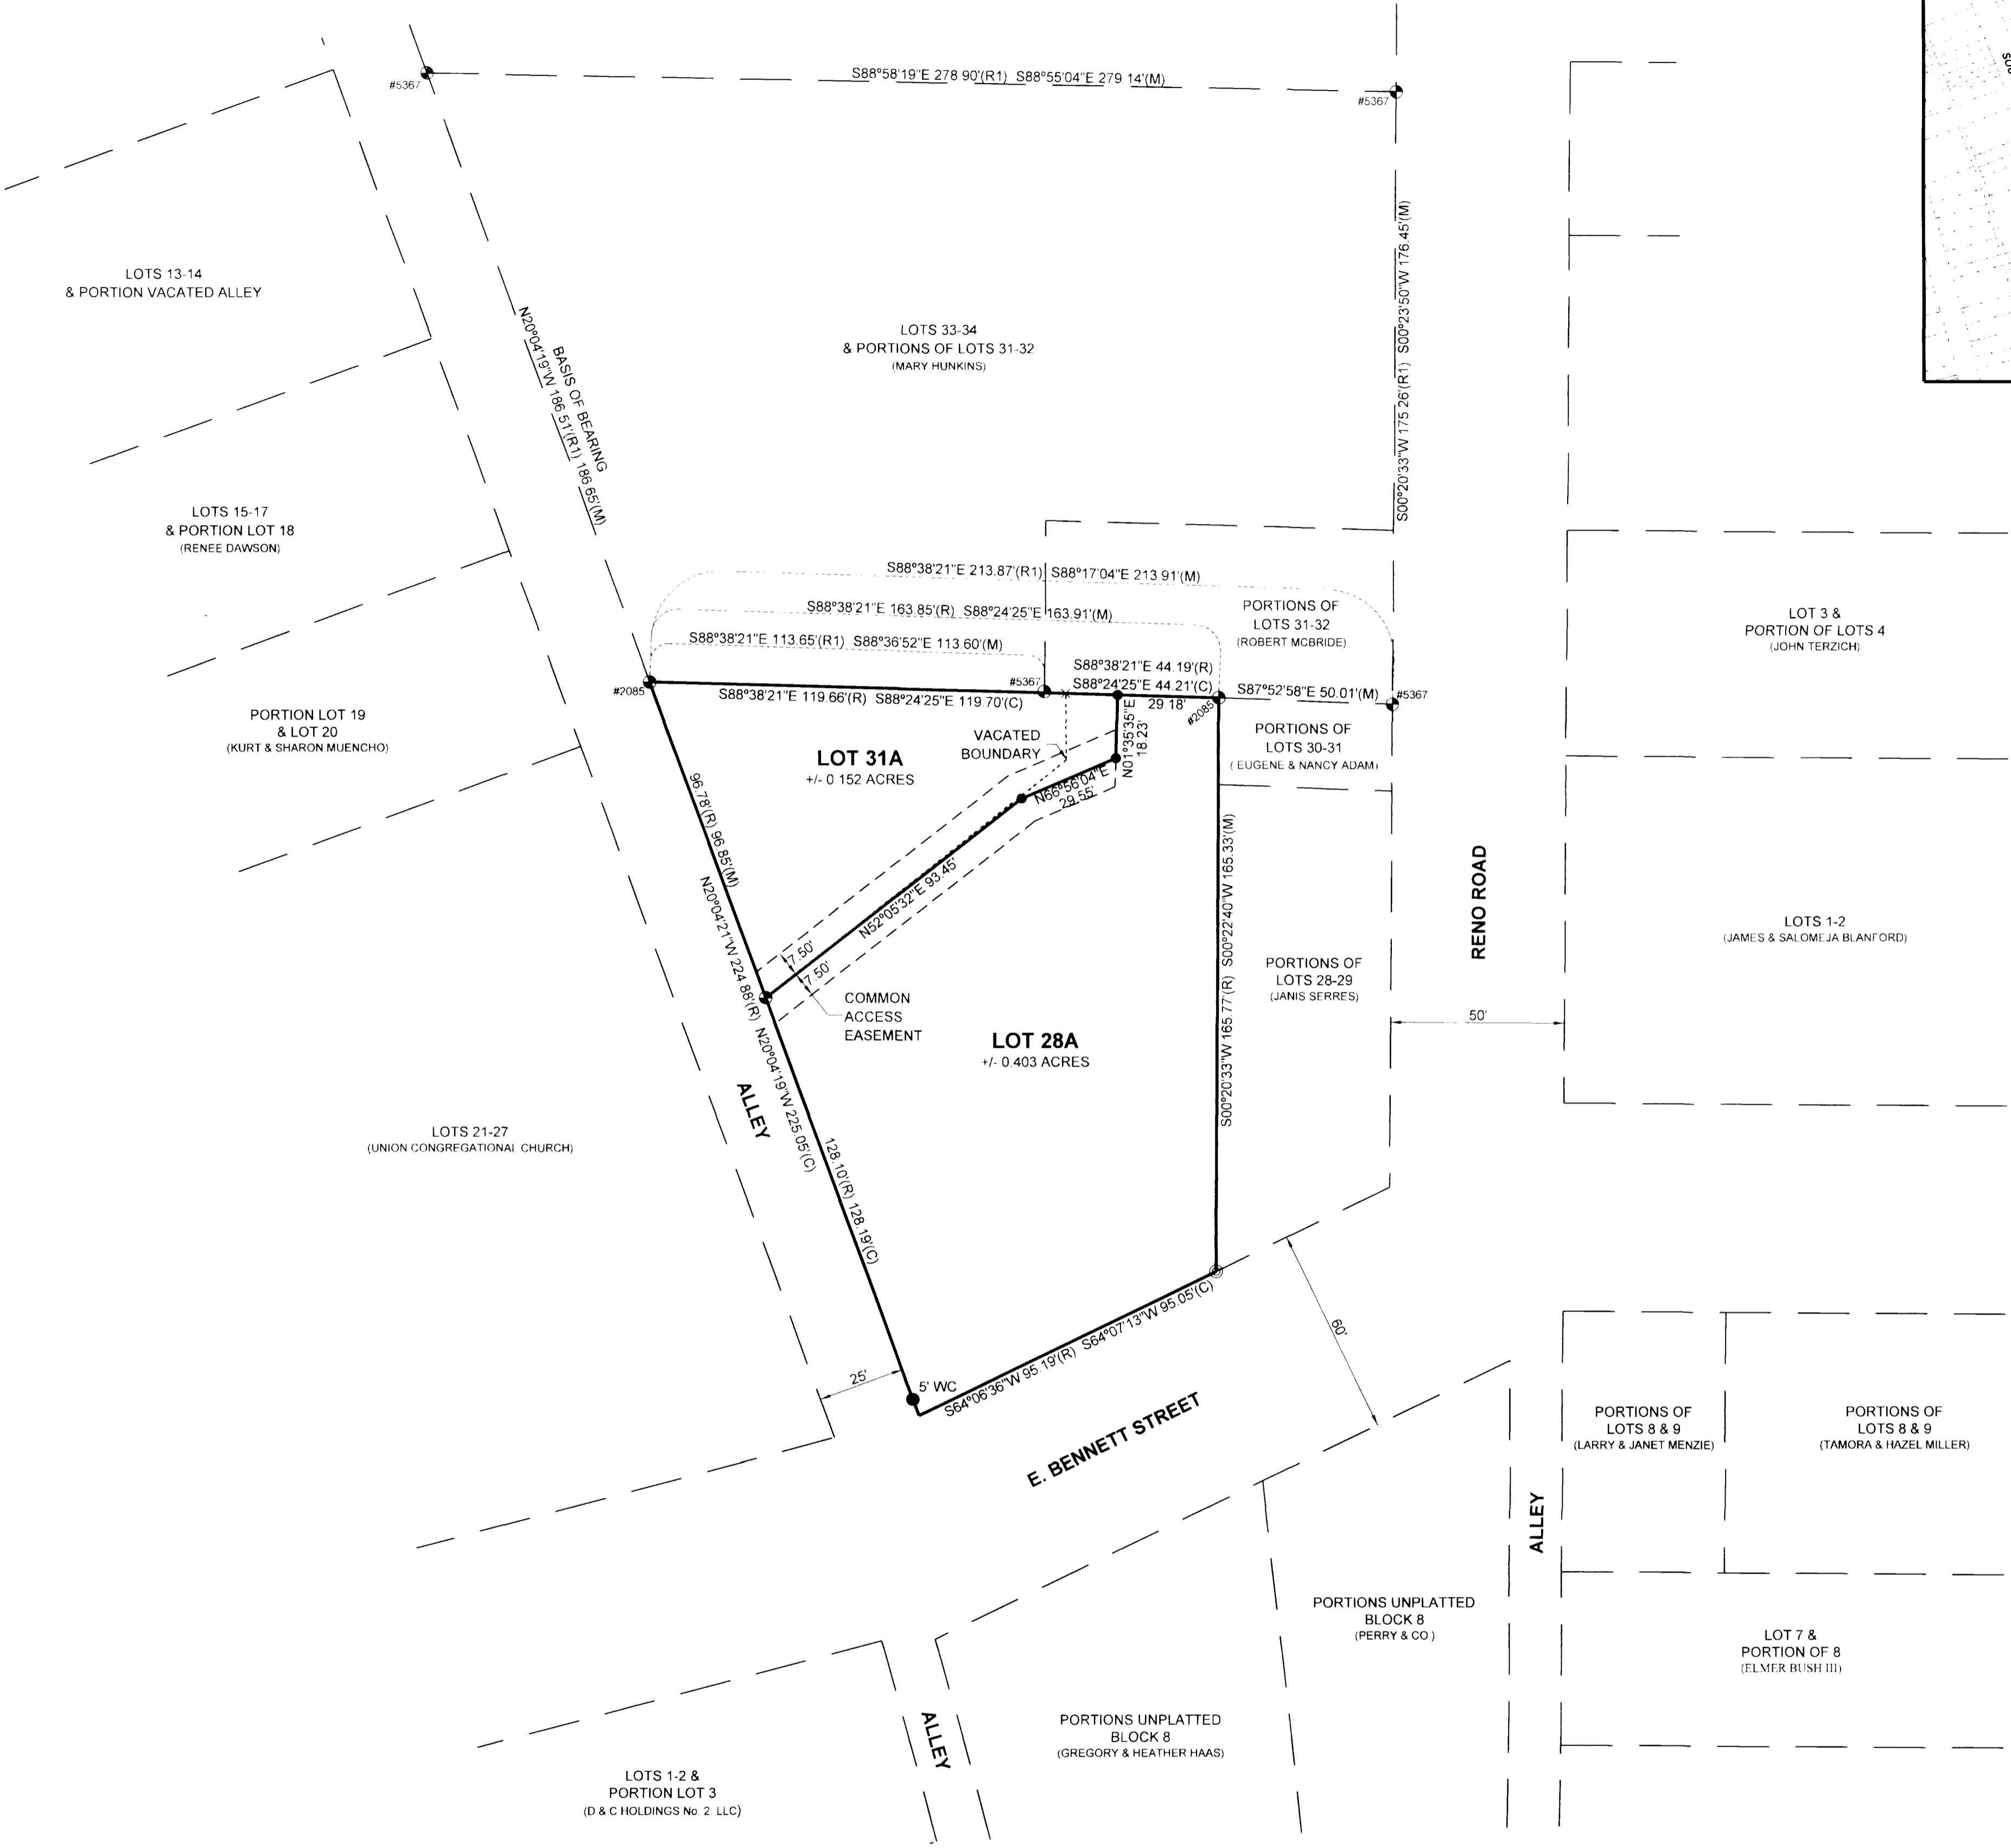 S88°58'19"E 278 90'(R1) S88°55'04"E 279 14'(M)
#5367
#5367
LOTS 13-14
& PORTION VACATED ALLEY
BASIS OF BEARING
N20°04'19"W 186.51'(R1) 186 65'(M)
LOTS 33-34
& PORTIONS OF LOTS 31-32
(MARY HUNKINS)
S00°20'33"W 175 26'(R1) S00°23'50"W 176.45'(M)
LOTS 15-17
& PORTION LOT 18
(RENEE DAWSON)
S88°38'21"E 213.87'(R1) S88°17'04"E 213.91'(M)
S88°38'21"E 163.85'(R) S88°24'25"E 163.91'(M)
S88°38'21"E 113.65'(R1) S88°36'52"E 113.60'(M)
PORTIONS OF
LOTS 31-32
(ROBERT MCBRIDE)
LOT 3 &
PORTION OF LOTS 4
(JOHN TERZICH)
#2085
S88°38'21"E 119.66'(R) S88°24'25"E 119.70'(C)
#5367
S88°38'21"E 44.19'(R)
S88°24'25"E 44.21'(C)
29 18'
#2085
S87°52'58"E 50.01'(M)
#5367
PORTION LOT 19
& LOT 20
(KURT & SHARON MUENCHO)
LOT 31A
+/- 0 152 ACRES
VACATED
BOUNDARY
N01°35'35"E
18.23'
PORTIONS OF
LOTS 30-31
( EUGENE & NANCY ADAM)
N66°56'04"E
29.55'
96.78'(R) 96.85'(M)
N20°04'21"W 224.88'(R) N20°04'19"W 225.05'(C)
N52°05'32"E 93.45'
7.50'
7.50'
COMMON
ACCESS
EASEMENT
S00°20'33"W 165.77'(R) S00°22'40"W 165.33'(M)
RENO ROAD
LOTS 1-2
(JAMES & SALOMEJA BLANFORD)
PORTIONS OF
LOTS 28-29
(JANIS SERRES)
50'
LOT 28A
+/- 0.403 ACRES
ALLEY
LOTS 21-27
(UNION CONGREGATIONAL CHURCH)
128.10'(R) 128.19'(C)
5' WC
25'
S64°06'36"W 95.19'(R) S64°07'13"W 95.05'(C)
60'
E. BENNETT STREET
PORTIONS OF
LOTS 8 & 9
(LARRY & JANET MENZIE)
PORTIONS OF
LOTS 8 & 9
(TAMORA & HAZEL MILLER)
ALLEY
PORTIONS UNPLATTED
BLOCK 8
(PERRY & CO )
LOT 7 &
PORTION OF 8
(ELMER BUSH III)
ALLEY
PORTIONS UNPLATTED
BLOCK 8
(GREGORY & HEATHER HAAS)
LOTS 1-2 &
PORTION LOT 3
(D & C HOLDINGS No. 2. LLC)